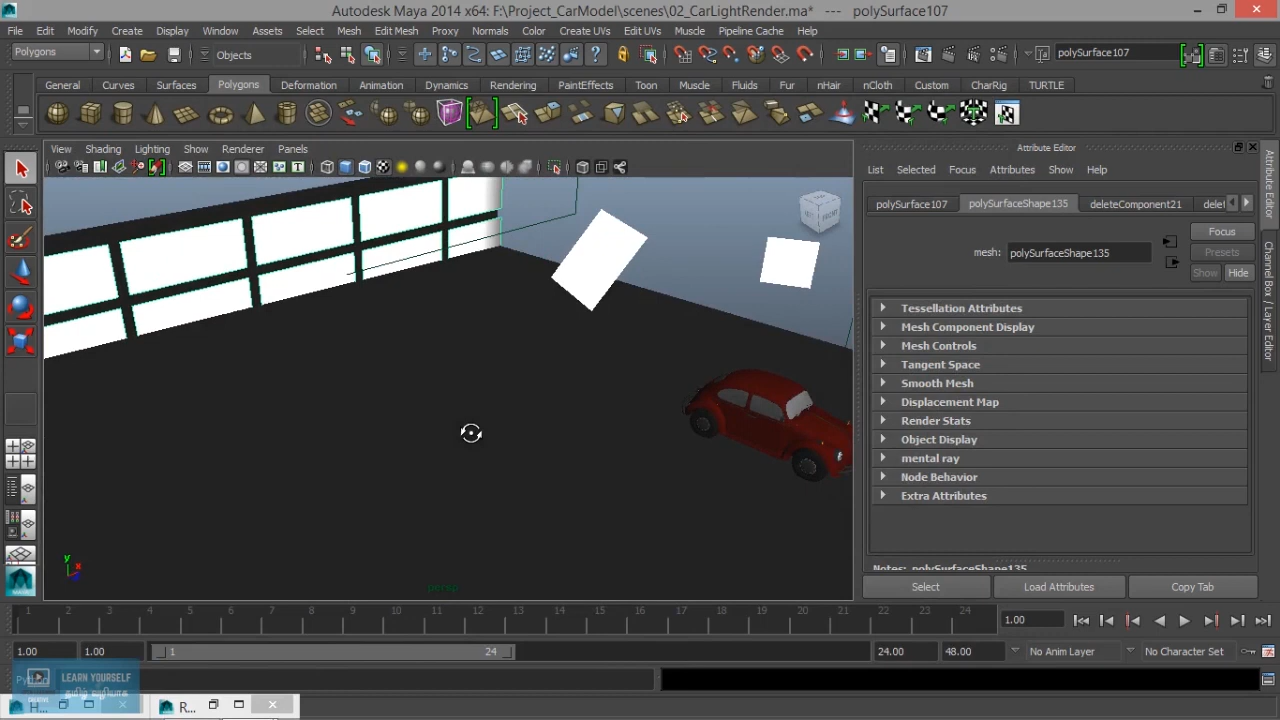 Autodesk Maya 2014 x64: F:\Project_CarModel\scenes\02_CarLightRender.ma* --- polySurface107
File Edit Modify Create Display Window Assets Select Mesh Edit Mesh Proxy Normals Color Create UVs Edit UVs Muscle Pipeline Cache Help
Polygons Objects polySurface107
General Curves Surfaces Polygons Deformation Animation Dynamics Rendering PaintEffects Toon Muscle Fluids Fur nHair nCloth Custom CharRig TURTLE
View Shading Lighting Show Renderer Panels
Attribute Editor
List Selected Focus Attributes Show Help
polySurface107 polySurfaceShape135 deleteComponent21 delet
Focus
mesh: polySurfaceShape135
Presets
Show Hide
Tessellation Attributes
Mesh Component Display
Mesh Controls
Tangent Space
Smooth Mesh
Displacement Map
Render Stats
Object Display
mental ray
Node Behavior
Extra Attributes
Notes: polySurfaceShape135
Select Load Attributes Copy Tab
Attribute Editor
Channel Box / Layer Editor
FRONT
y
x
persp
1 2 3 4 5 6 7 8 9 10 11 12 13 14 15 16 17 18 19 20 21 22 23 24 1.00
1.00 1.00 1 24 24.00 48.00 No Anim Layer No Character Set
LEARN YOURSELF
தமிழ் வழியாக
CREATIVE
H... R...